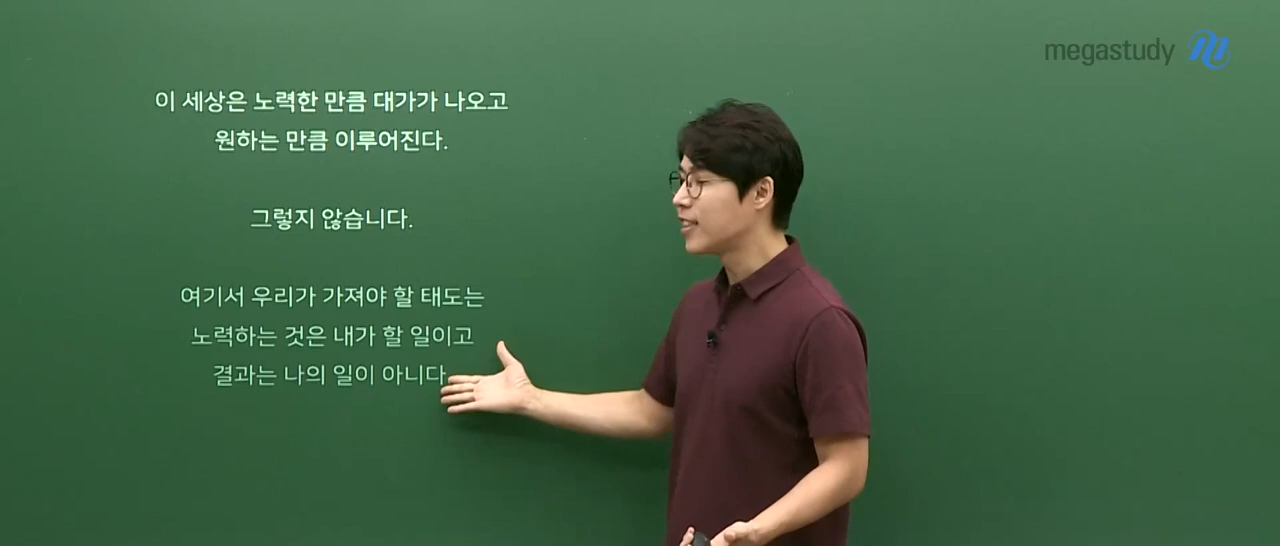 megastudy
이 세상은 노력한 만큼 대가가 나오고
원하는 만큼 이루어진다.
그렇지 않습니다.
여기서 우리가 가져야 할 태도는
노력하는 것은 내가 할 일이고
결과는 나의 일이 아니다